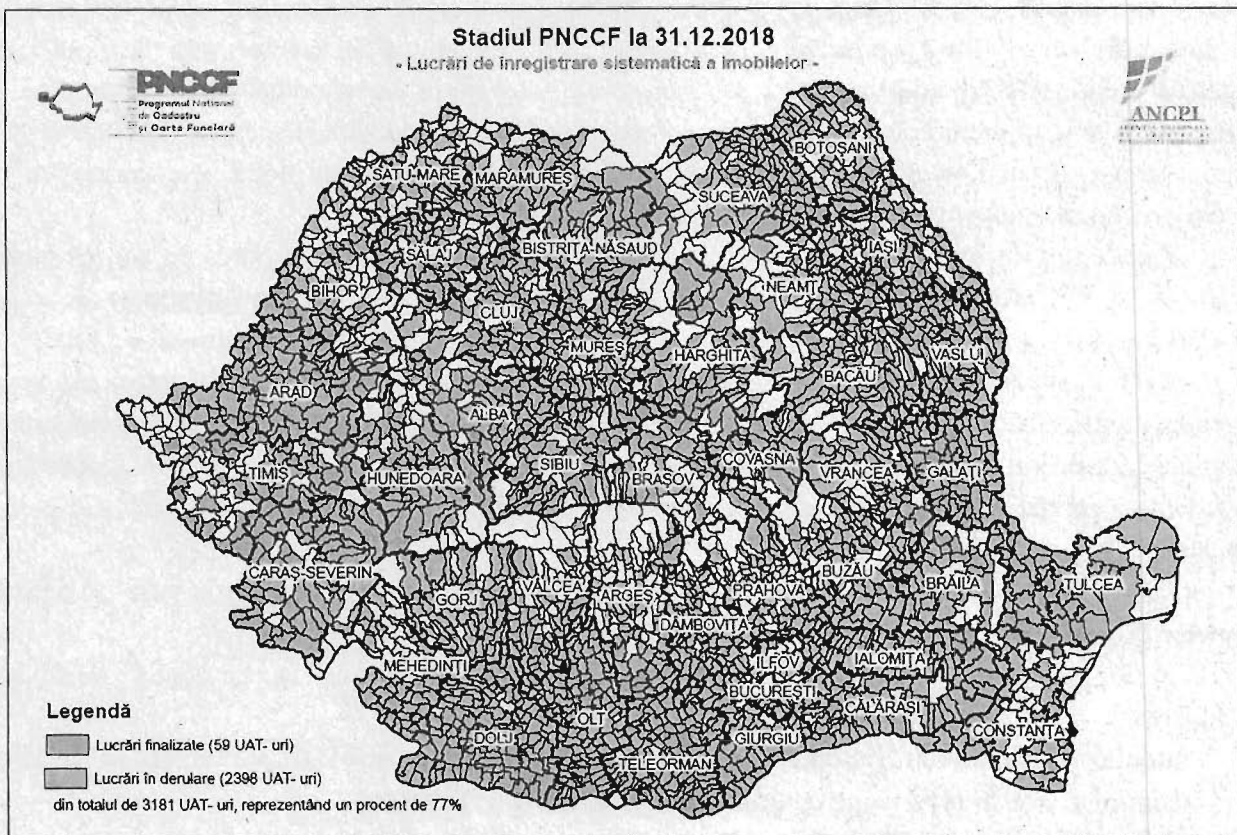 Stadiul PNCCF la 31.12.2018
- Lucrări de înregistrare sistematică a imobilelor -
PNCCF
Programul Național
de Cadastru
și Carte Funciară
ANCPI
BOTOȘANI
SATU-MARE
MARAMUREȘ
SUCEAVA
SĂLAJ
BISTRIȚA-NĂSAUD
IAȘI
BIHOR
NEAMȚ
CLUJ
MUREȘ
HARGHITA
VASLUI
BACĂU
ARAD
ALBA
TIMIȘ
HUNEDOARA
SIBIU
BRAȘOV
COVASNA
VRANCEA
GALAȚI
CARAȘ-SEVERIN
GORJ
VÂLCEA
ARGEȘ
PRAHOVA
BUZĂU
BRĂILA
TULCEA
DÂMBOVIȚA
MEHEDINȚI
ILFOV
IALOMIȚA
BUCUREȘTI
CĂLĂRAȘI
OLT
DOLJ
GIURGIU
CONSTANȚA
TELEORMAN
Legendă
Lucrări finalizate (59 UAT- uri)
Lucrări în derulare (2398 UAT- uri)
din totalul de 3181 UAT- uri, reprezentând un procent de 77%